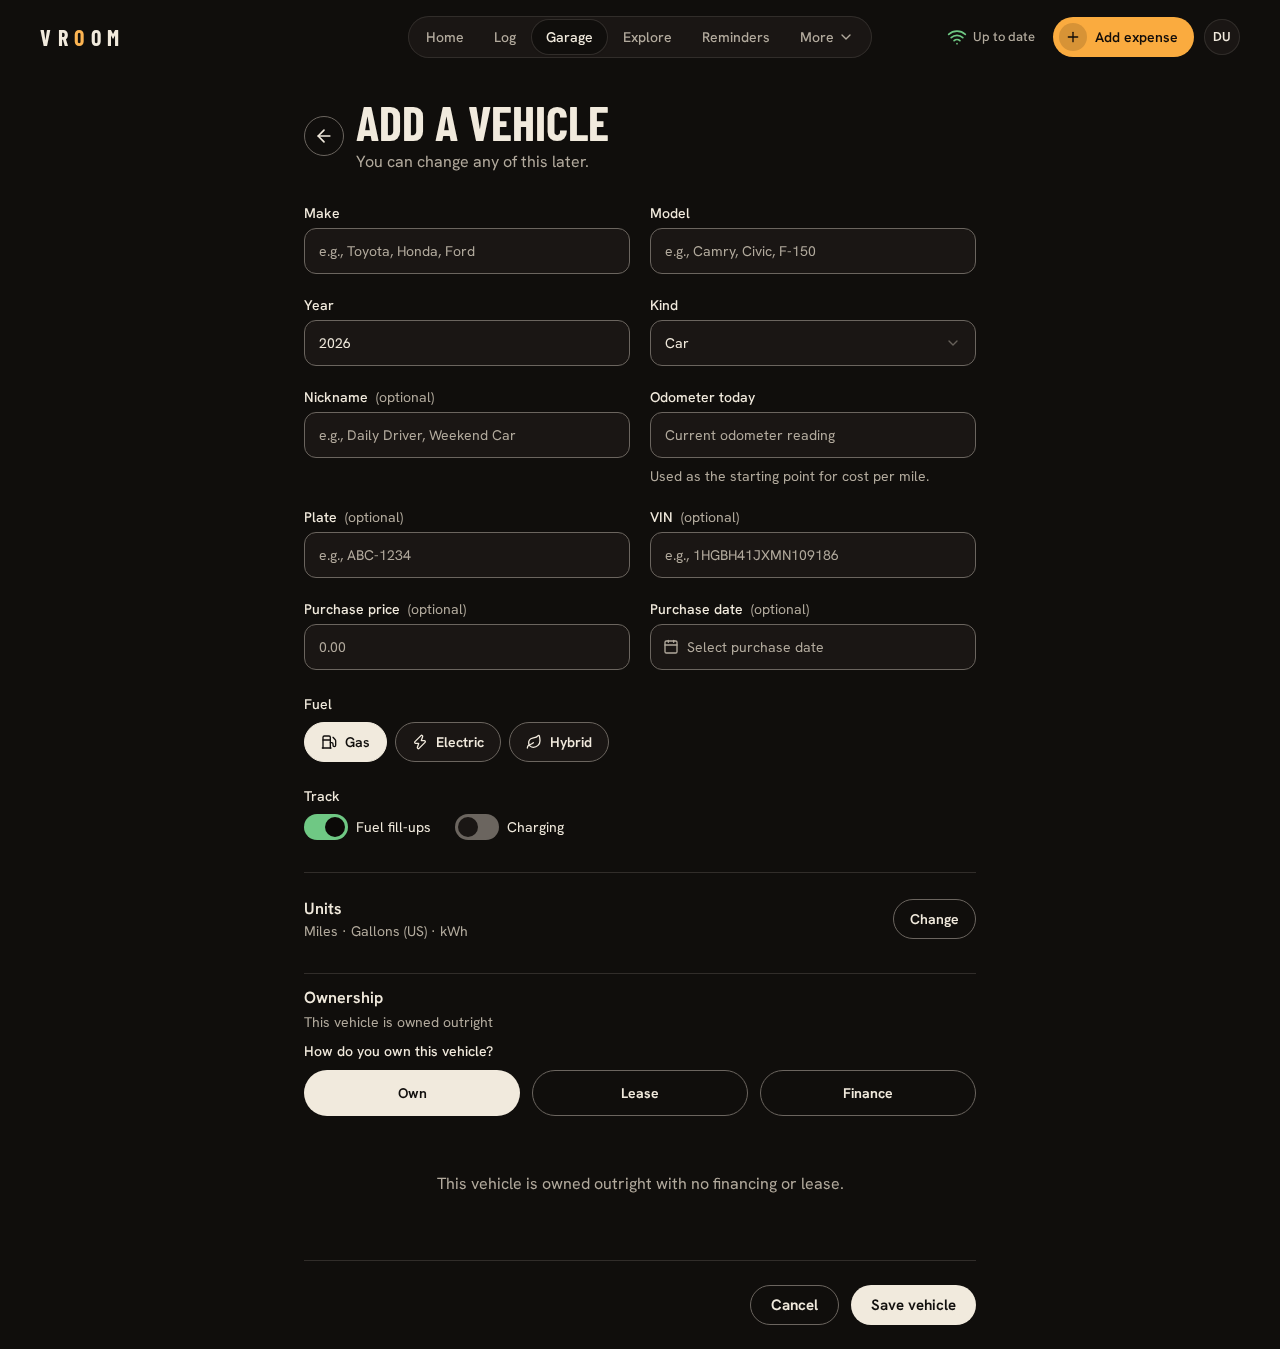 VROOM
Home Log Garage Explore Reminders More
Up to date
Add expense
DU
ADD A VEHICLE
You can change any of this later.
Make
e.g., Toyota, Honda, Ford
Model
e.g., Camry, Civic, F-150
Year
2026
Kind
Car
Nickname (optional)
e.g., Daily Driver, Weekend Car
Odometer today
Current odometer reading
Used as the starting point for cost per mile.
Plate (optional)
e.g., ABC-1234
VIN (optional)
e.g., 1HGBH41JXMN109186
Purchase price (optional)
0.00
Purchase date (optional)
Select purchase date
Fuel
Gas Electric Hybrid
Track
Fuel fill-ups Charging
Units
Miles · Gallons (US) · kWh
Change
Ownership
This vehicle is owned outright
How do you own this vehicle?
Own Lease Finance
This vehicle is owned outright with no financing or lease.
Cancel Save vehicle